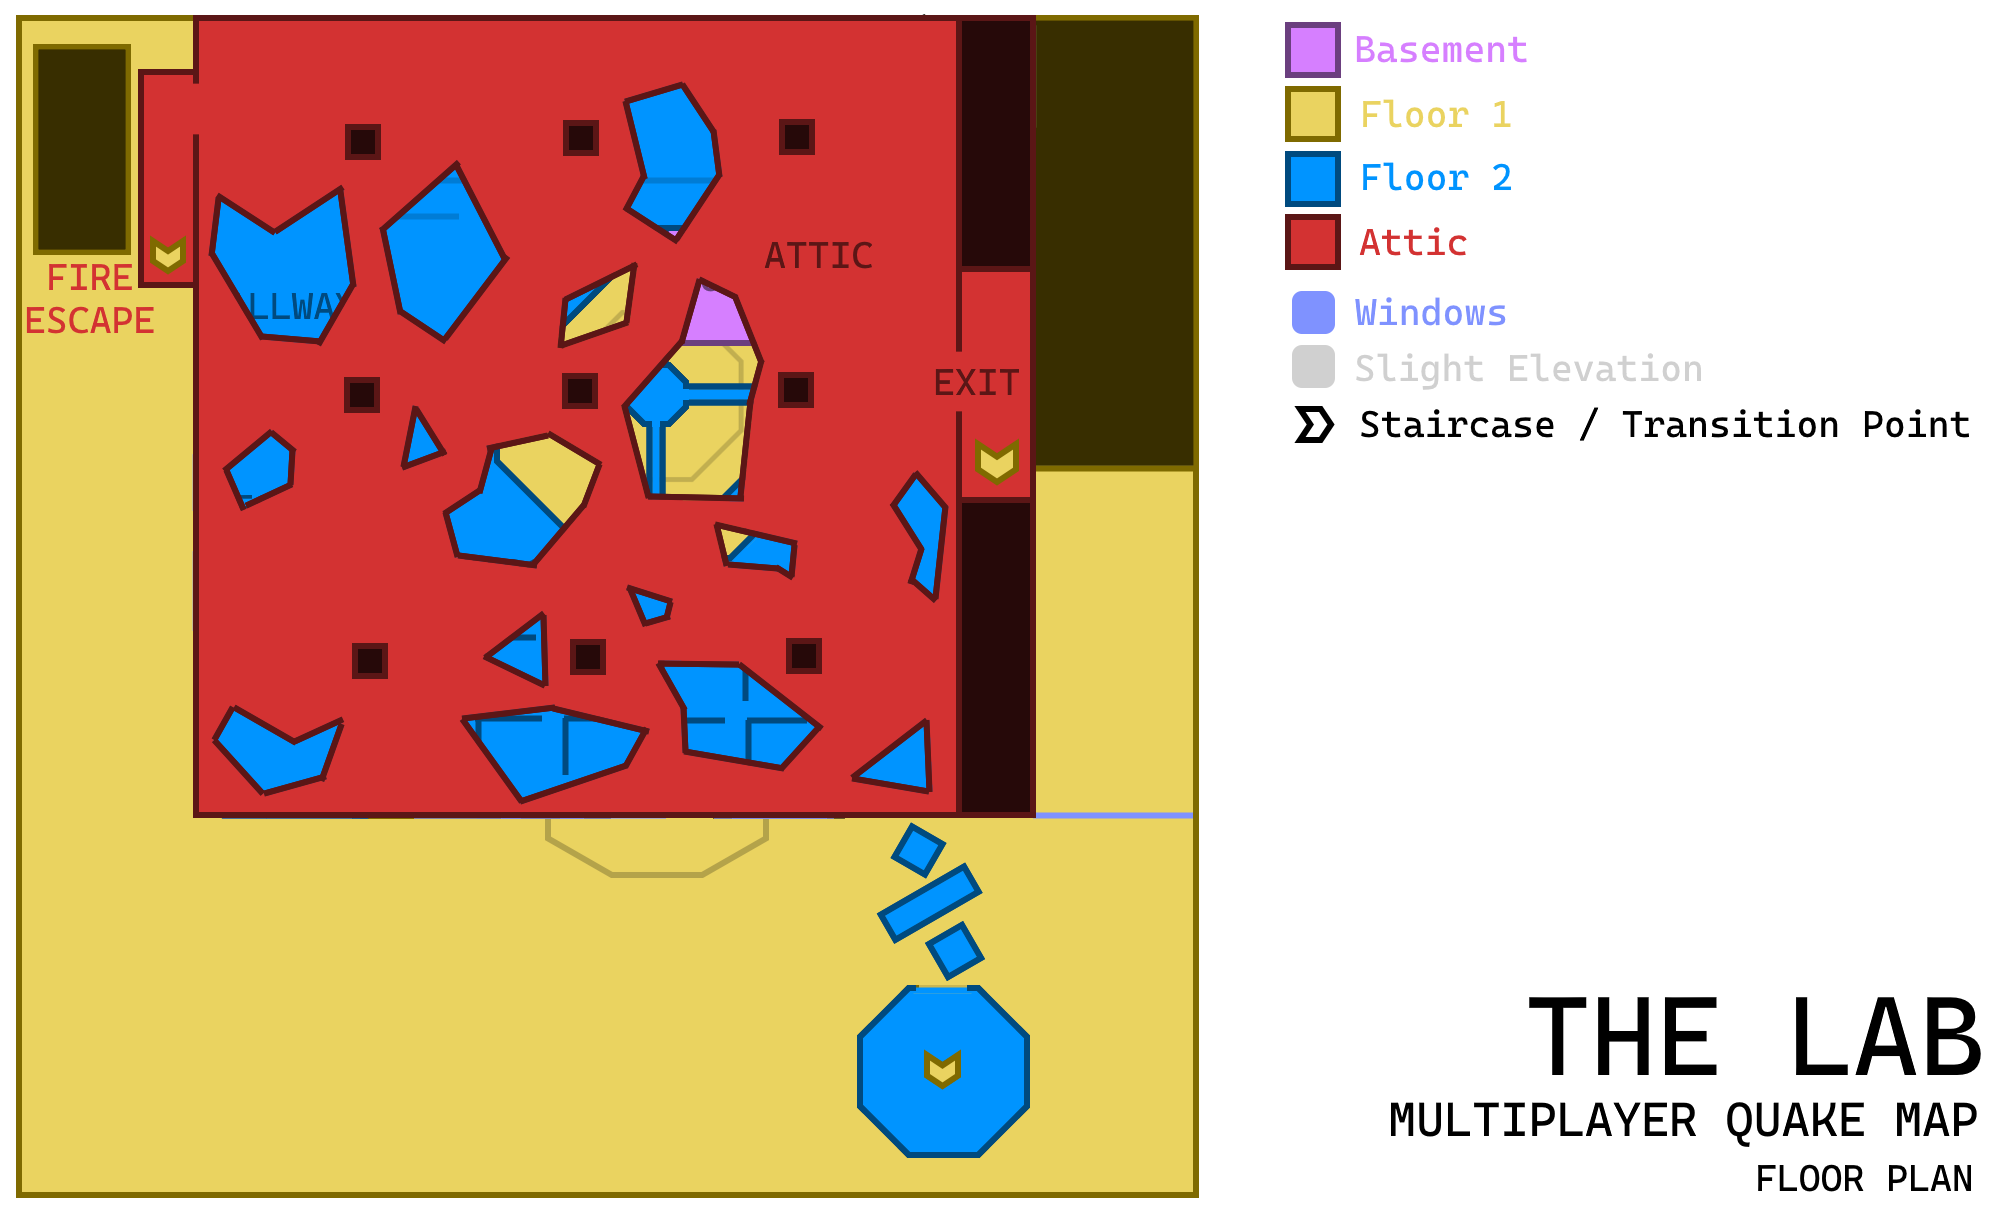 FIRE
ESCAPE
LLWAY
ATTIC
EXIT
Basement
Floor 1
Floor 2
Attic
Windows
Slight Elevation
Staircase / Transition Point
THE LAB
MULTIPLAYER QUAKE MAP
FLOOR PLAN